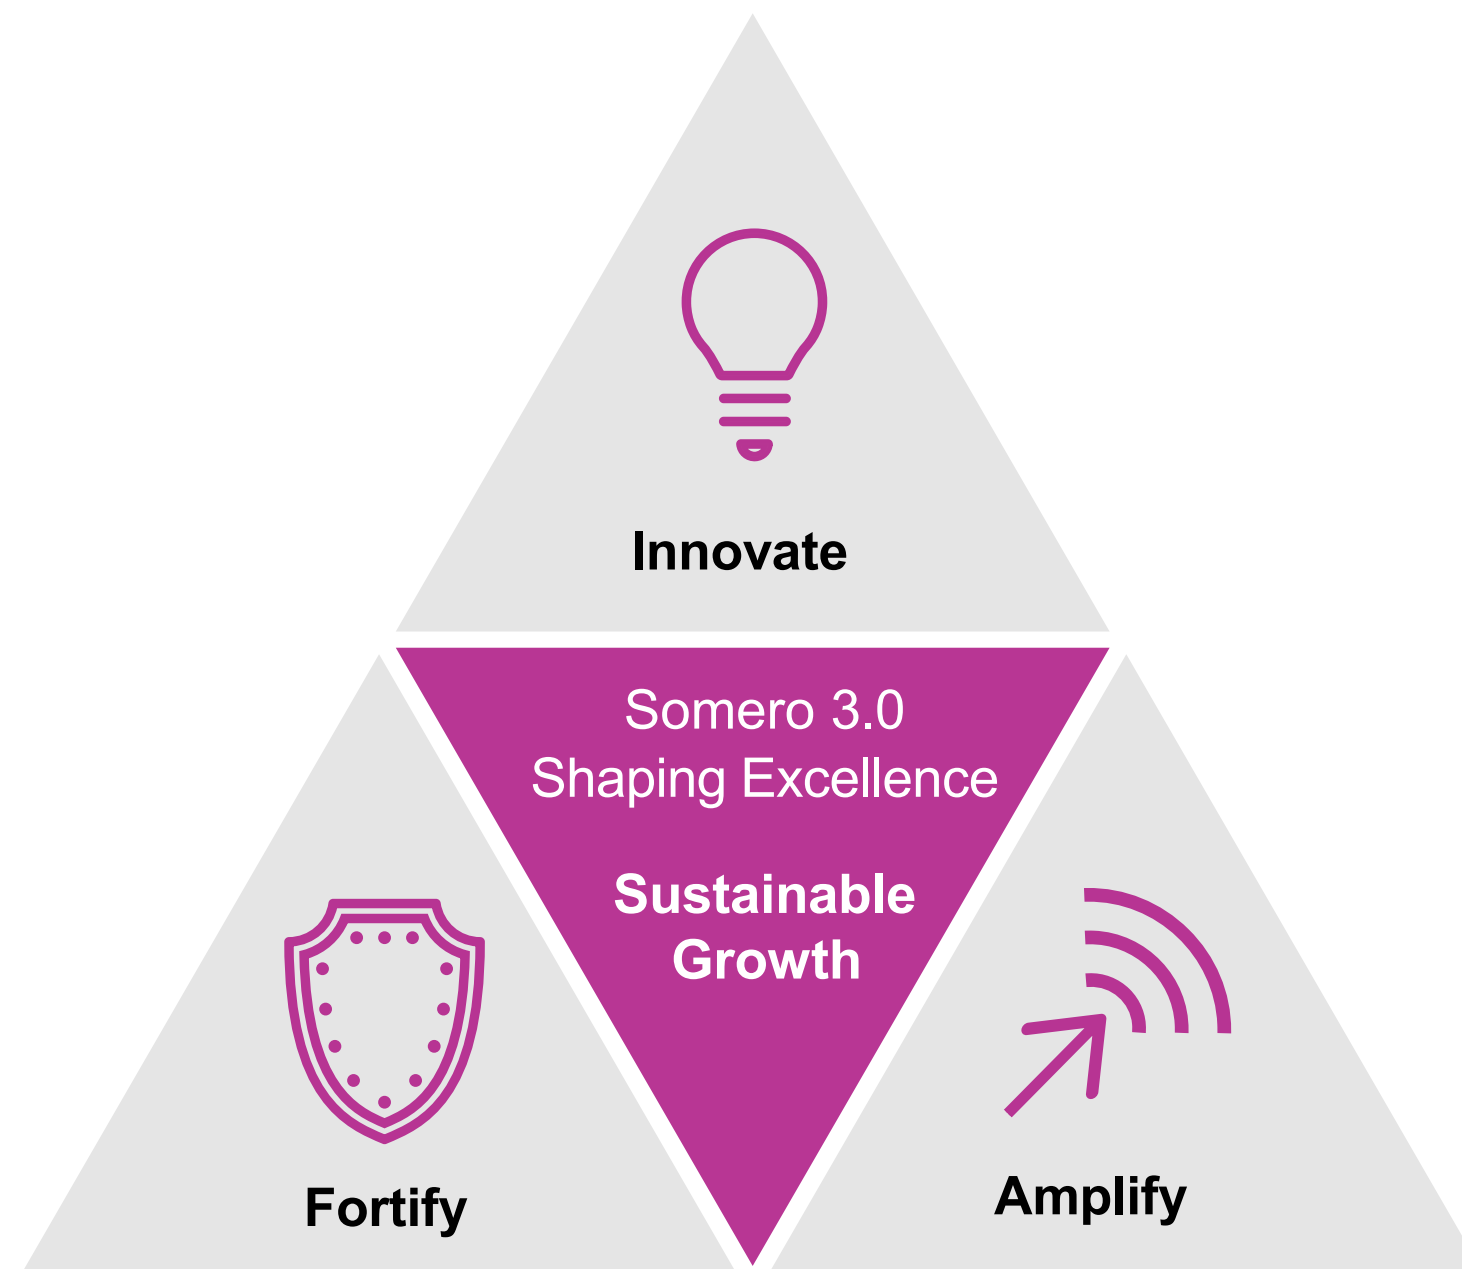 Innovate
Somero 3.0
Shaping Excellence
Sustainable
Growth
Fortify
Amplify